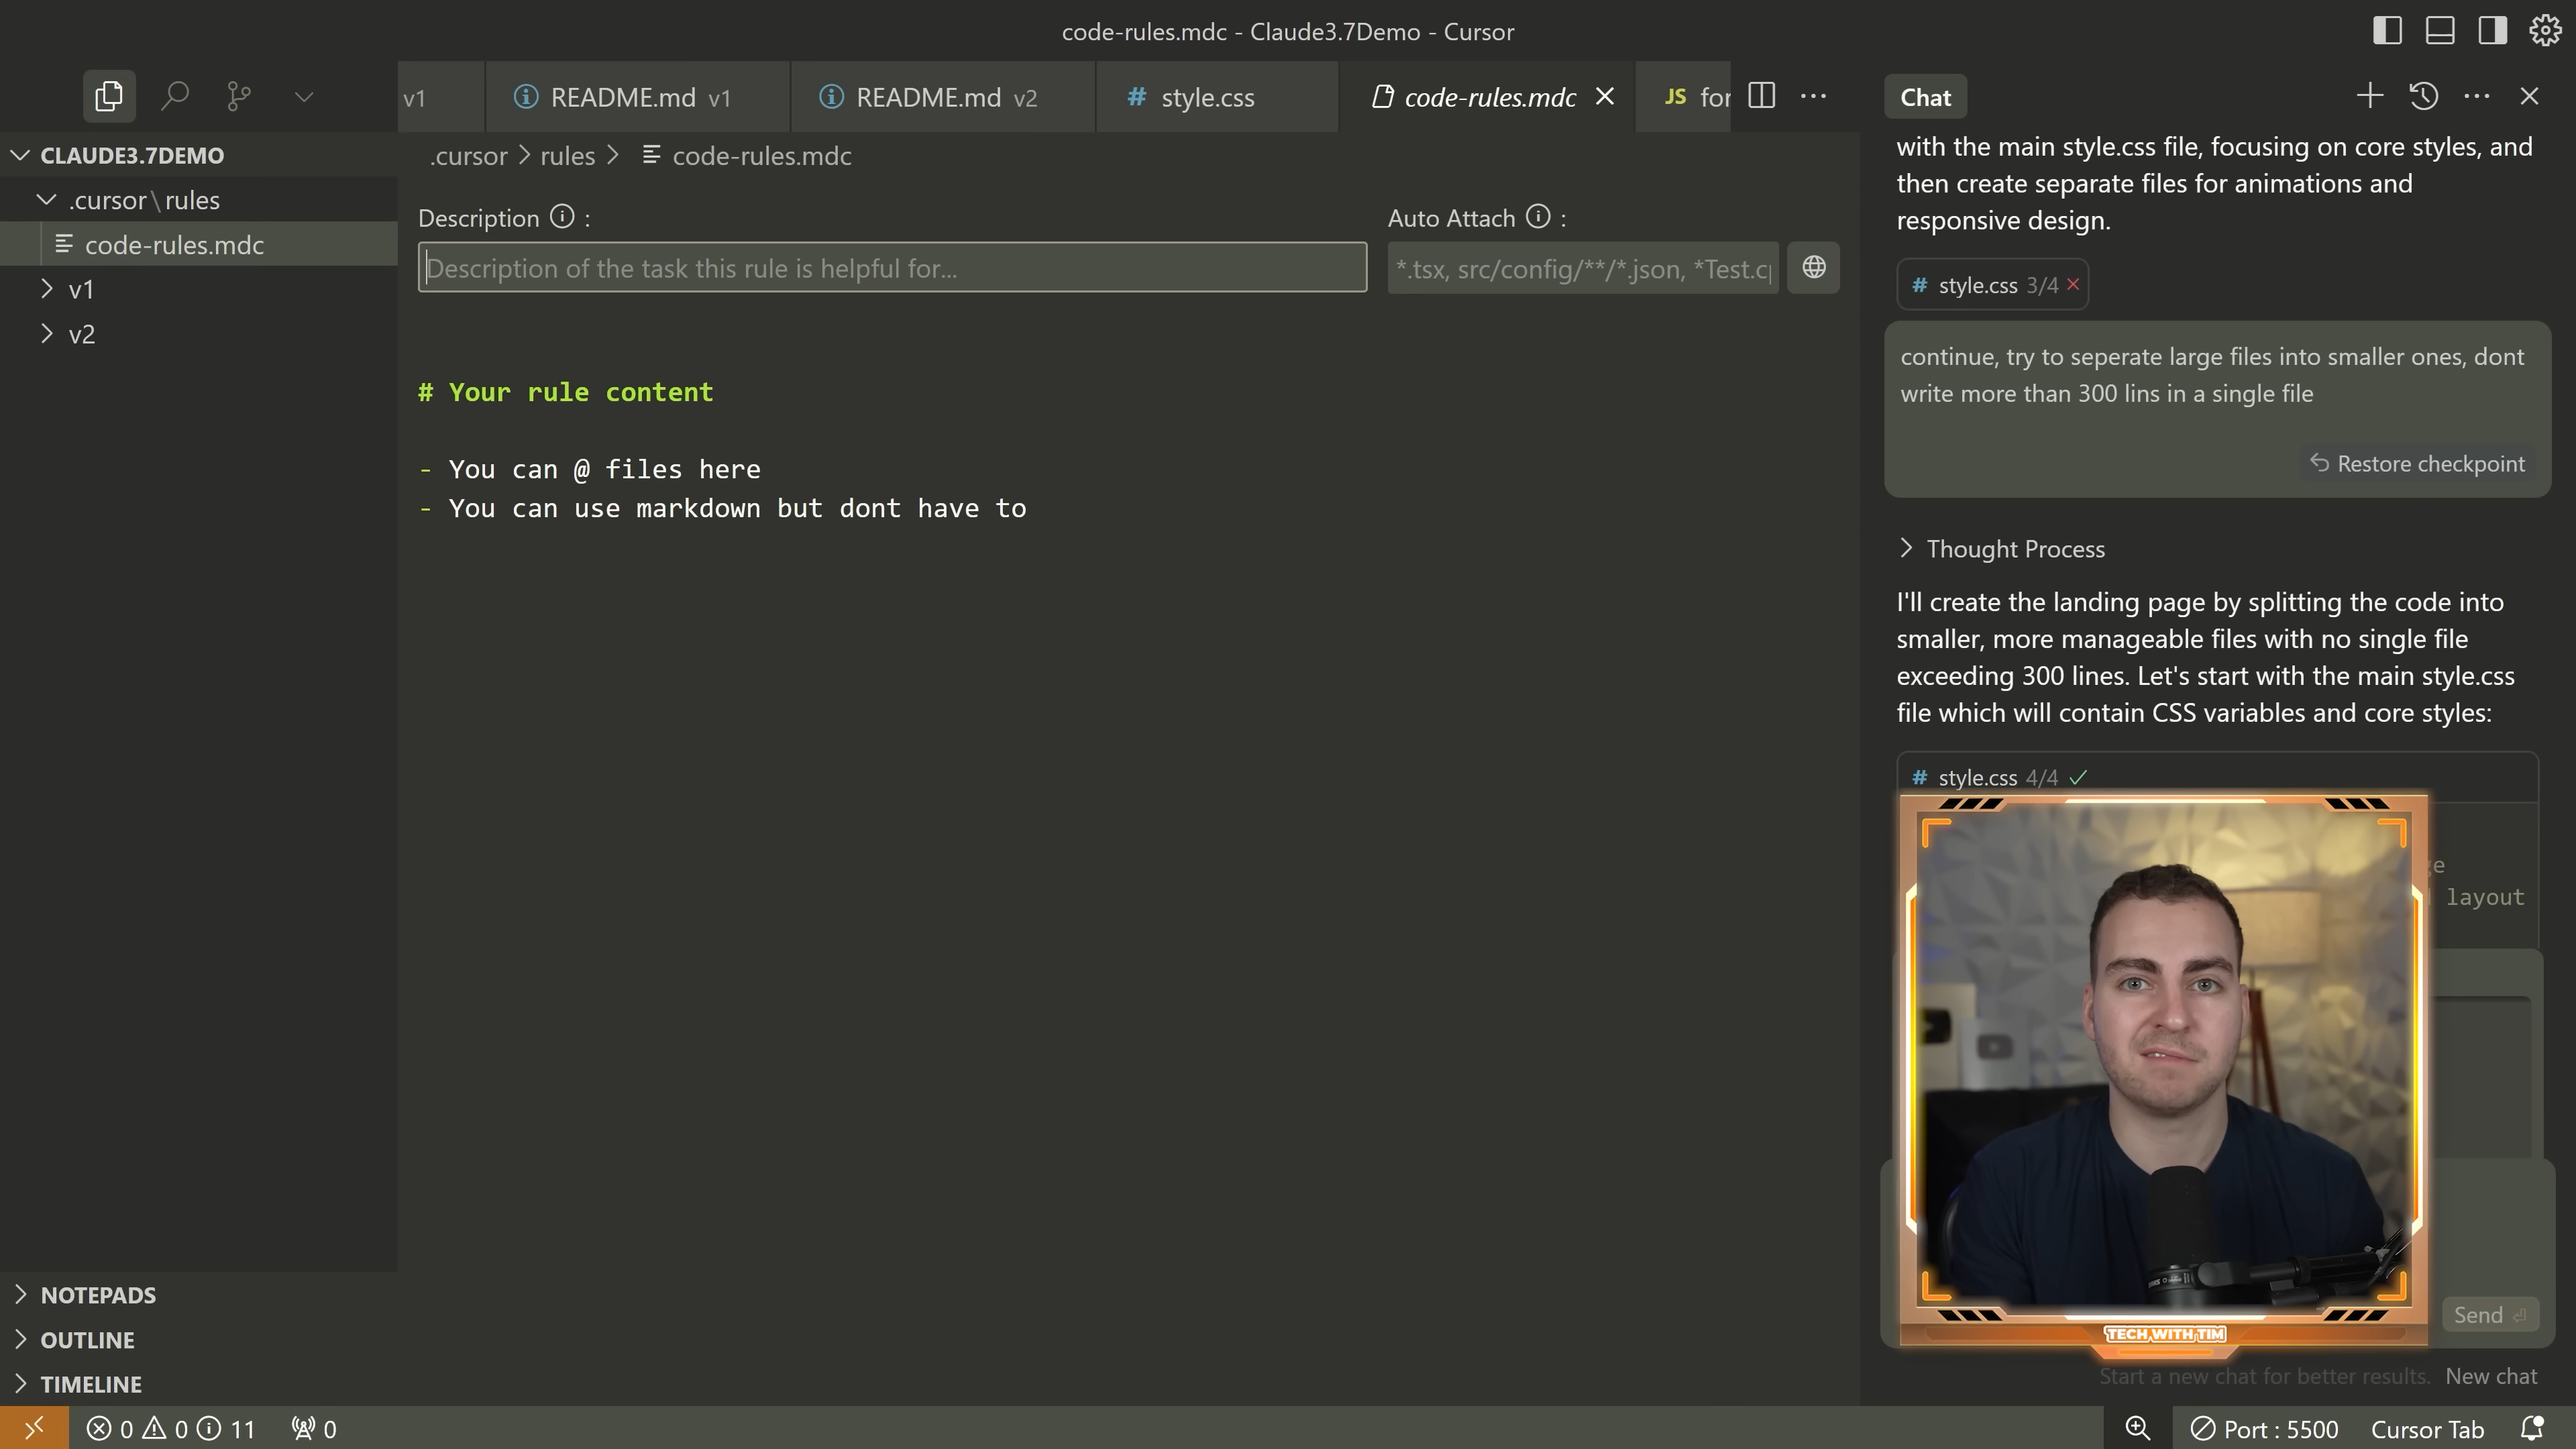 code-rules.mdc - Claude3.7Demo - Cursor
v1
README.md v1
README.md v2
# style.css
code-rules.mdc
JS for
Chat
CLAUDE3.7DEMO
.cursor\rules
code-rules.mdc
v1
v2
NOTEPADS
OUTLINE
TIMELINE
.cursor > rules > code-rules.mdc
Description :
Auto Attach :
Description of the task this rule is helpful for...
*.tsx, src/config/**/*.json, *Test.c
# Your rule content
- You can @ files here
- You can use markdown but dont have to
with the main style.css file, focusing on core styles, and
then create separate files for animations and
responsive design.
# style.css 3/4
continue, try to seperate large files into smaller ones, dont
write more than 300 lins in a single file
Restore checkpoint
Thought Process
I'll create the landing page by splitting the code into
smaller, more manageable files with no single file
exceeding 300 lines. Let's start with the main style.css
file which will contain CSS variables and core styles:
# style.css 4/4
layout
TECH WITH TIM
Send
Start a new chat for better results. New chat
0 0 11 0
Port : 5500
Cursor Tab